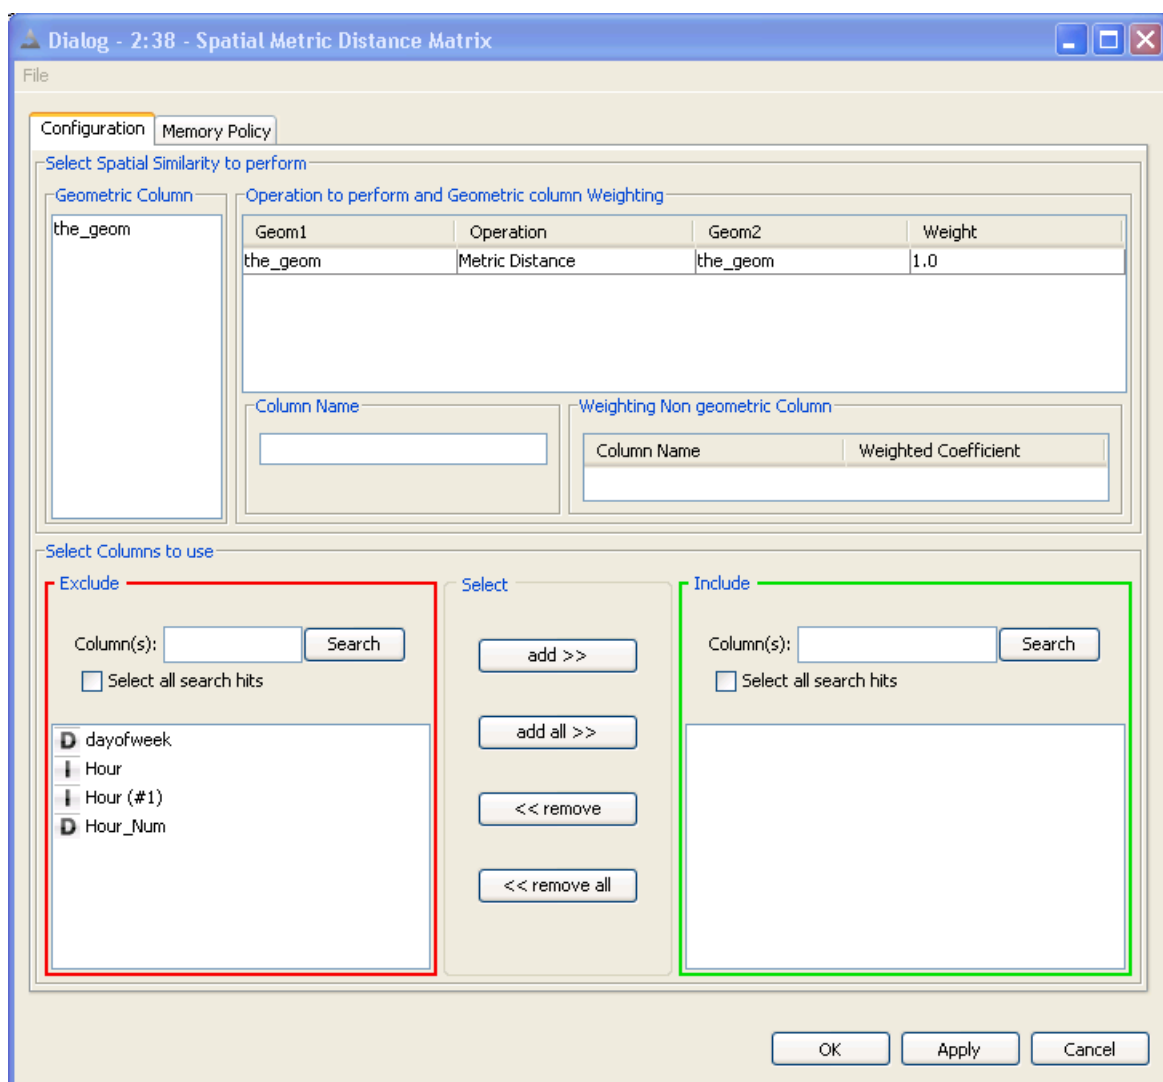 Dialog - 2:38 - Spatial Metric Distance Matrix
File
Configuration Memory Policy
Select Spatial Similarity to perform
Geometric Column Operation to perform and Geometric column Weighting
the_geom Geom1 Operation Geom2 Weight
the_geom Metric Distance the_geom 1.0
Column Name Weighting Non geometric Column
Column Name Weighted Coefficient
Select Columns to use
Exclude Select Include
Column(s): Search add >> Column(s): Search
Select all search hits Select all search hits
add all >>
D dayofweek
I Hour
I Hour (#1)
<< remove
D Hour_Num
<< remove all
OK Apply Cancel